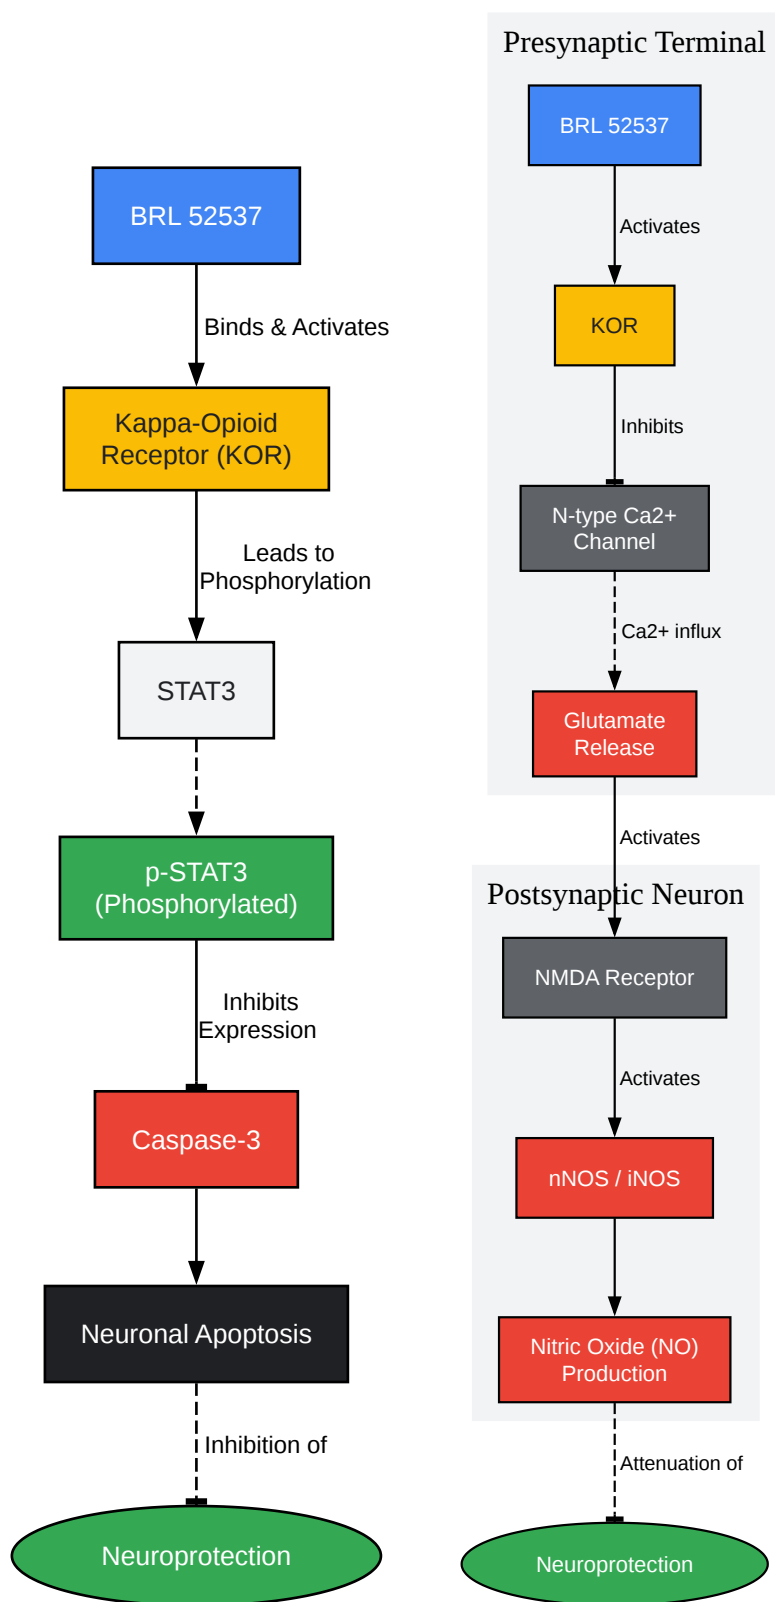 BRL 52537
Binds & Activates
Kappa-Opioid
Receptor (KOR)
Leads to
Phosphorylation
STAT3
p-STAT3
(Phosphorylated)
Inhibits
Expression
Caspase-3
Neuronal Apoptosis
Inhibition of
Neuroprotection
Presynaptic Terminal
BRL 52537
Activates
KOR
Inhibits
N-type Ca2+
Channel
Ca2+ influx
Glutamate
Release
Activates
Postsynaptic Neuron
NMDA Receptor
Activates
nNOS / iNOS
Nitric Oxide (NO)
Production
Attenuation of
Neuroprotection